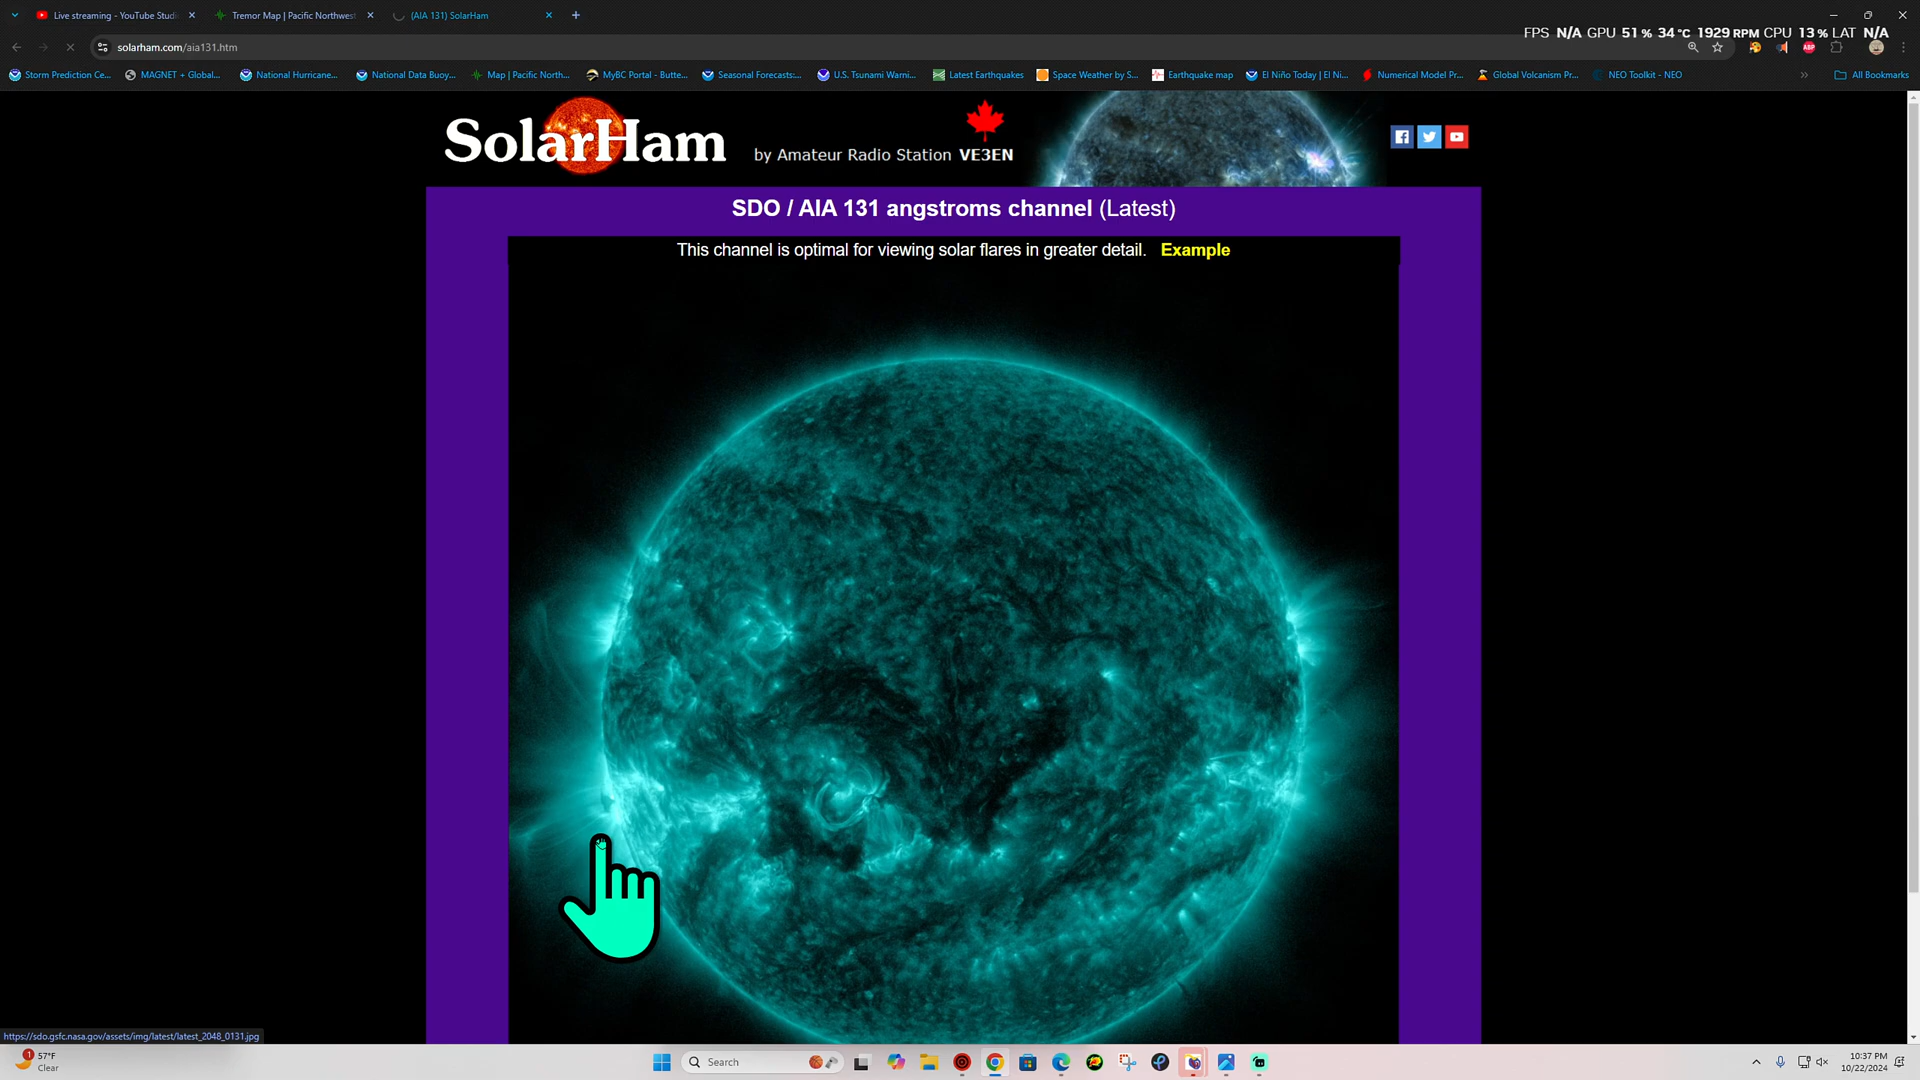 Live streaming - YouTube Studi
Tremor Map | Pacific Northwest
(AIA 131) SolarHam
solarham.com/aia131.htm
FPS N/A GPU 51 % 34 °C 1929 RPM CPU 13 % LAT N/A
Storm Prediction Ce...
MAGNET + Global...
National Hurricane...
National Data Buoy...
Map | Pacific North...
MyBC Portal - Butte...
Seasonal Forecasts:...
U.S. Tsunami Warni...
Latest Earthquakes
Space Weather by S...
Earthquake map
El Niño Today | El Ni...
Numerical Model Pr...
Global Volcanism Pr...
NEO Toolkit - NEO
All Bookmarks
SolarHam
by Amateur Radio Station VE3EN
SDO / AIA 131 angstroms channel (Latest)
This channel is optimal for viewing solar flares in greater detail. Example
https://sdo.gsfc.nasa.gov/assets/img/latest/latest_2048_0131.jpg
1
57°F
Clear
Search
10:37 PM
10/22/2024